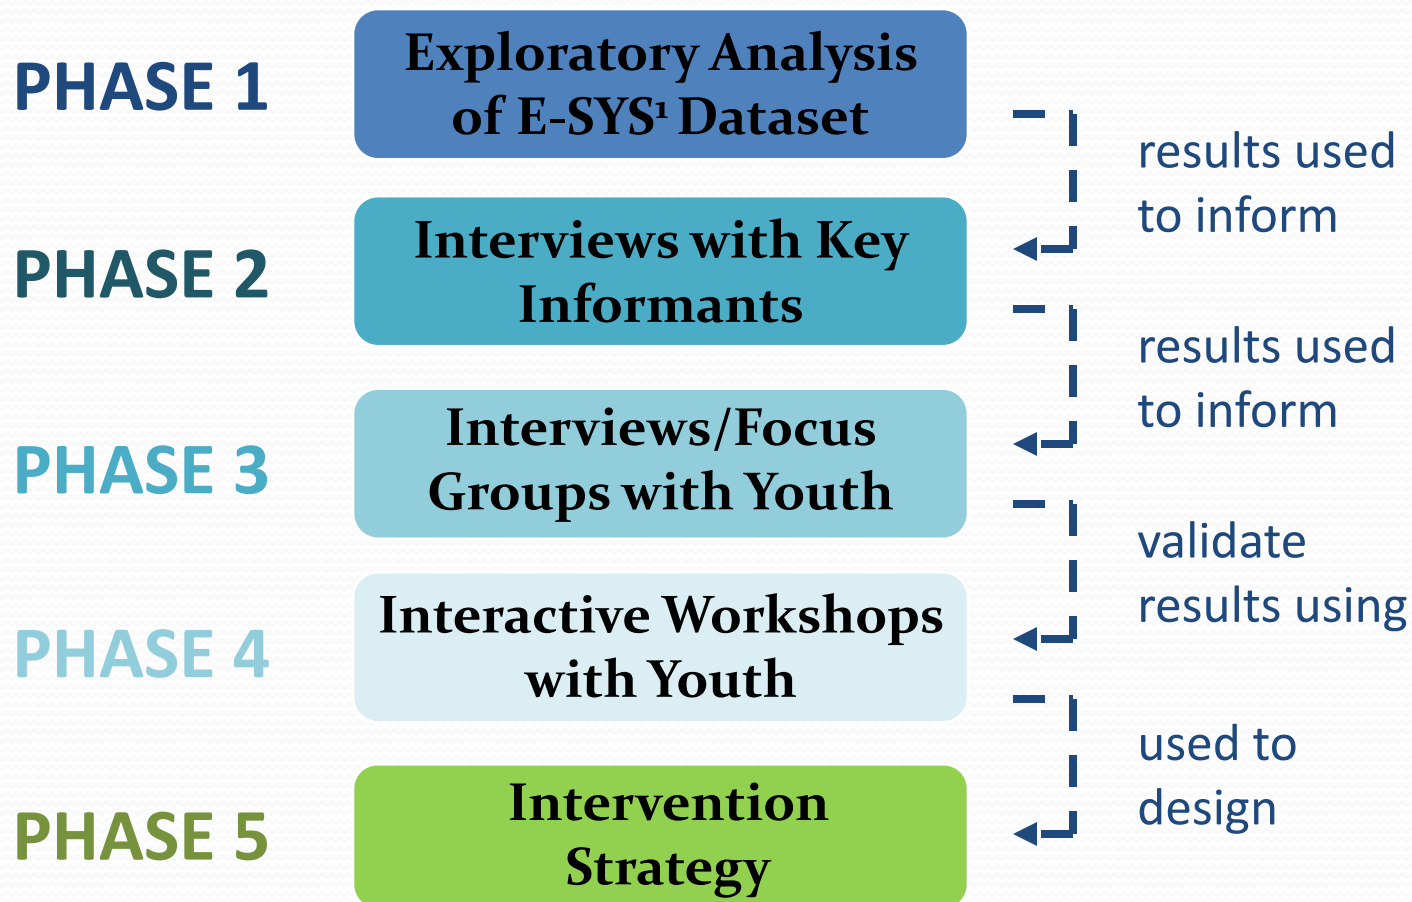 PHASE 1
Exploratory Analysis
of E-SYS¹ Dataset
results used
to inform
PHASE 2
Interviews with Key
Informants
results used
to inform
PHASE 3
Interviews/Focus
Groups with Youth
validate
results using
PHASE 4
Interactive Workshops
with Youth
used to
design
PHASE 5
Intervention
Strategy